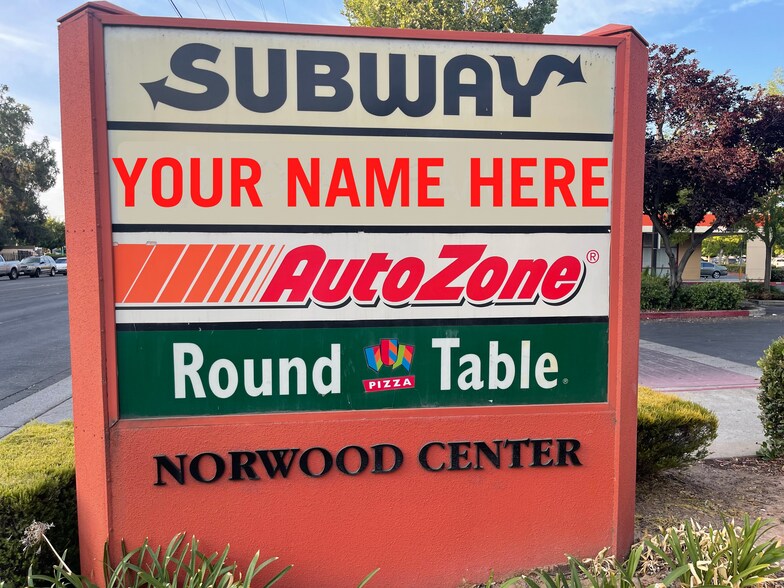 SUBWAY
YOUR NAME HERE
AutoZone®
Round PIZZA Table®
NORWOOD CENTER